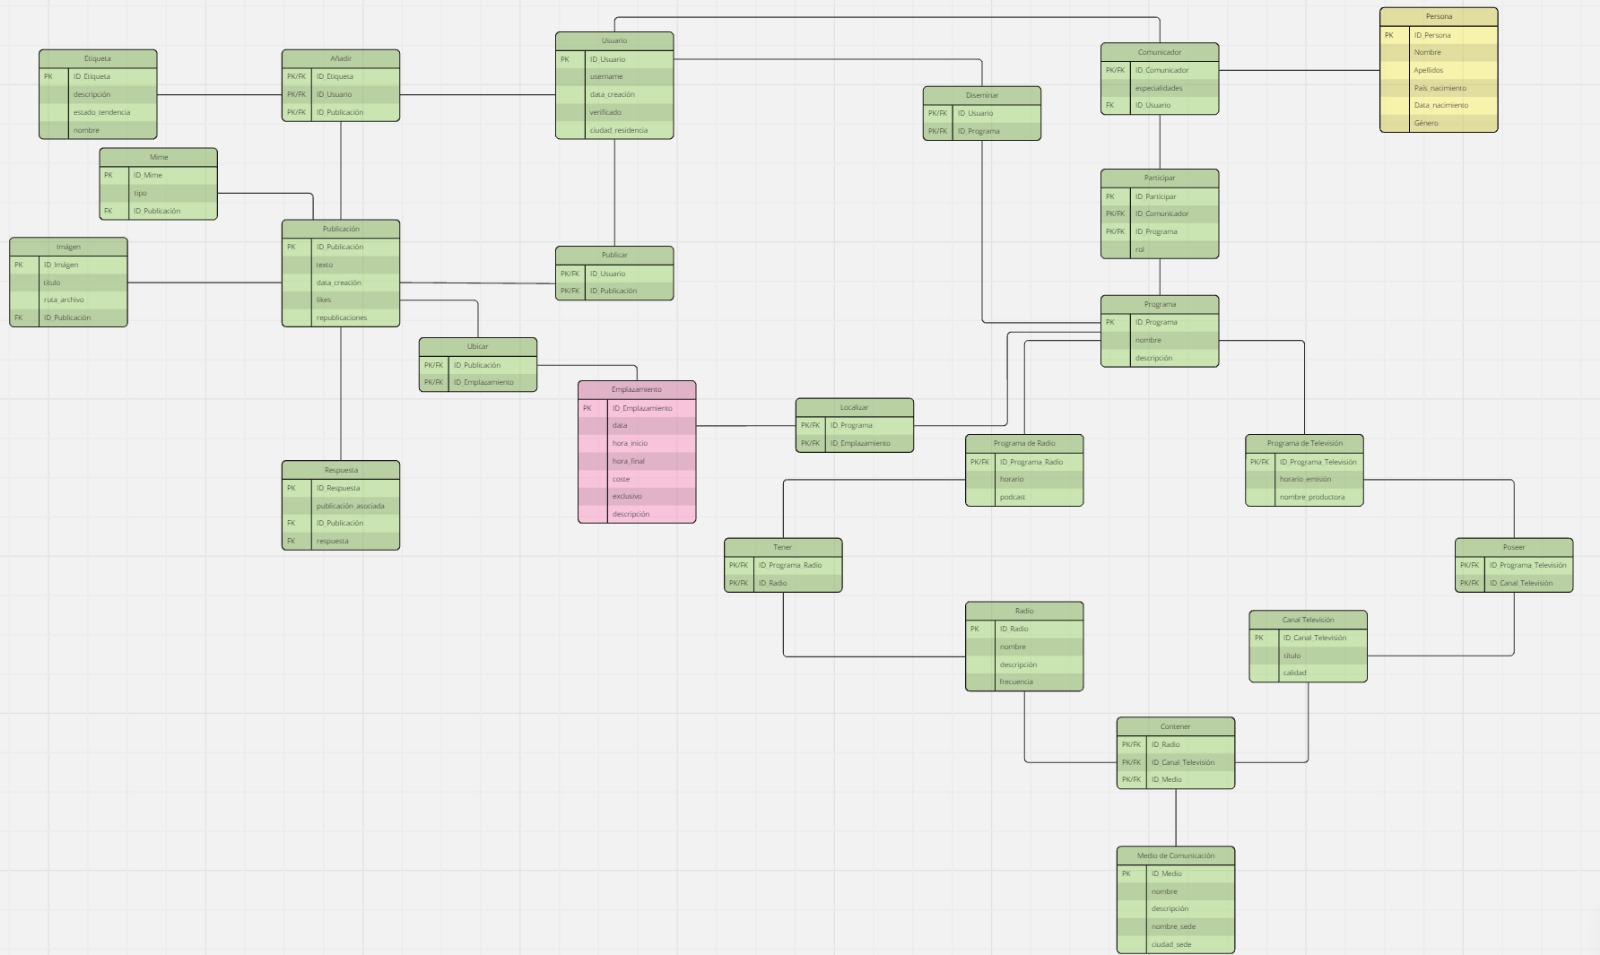 Etiqueta
PK ID_Etiqueta
descripción
estado_tendencia
nombre
Añadir
PK/FK ID_Etiqueta
PK/FK ID_Usuario
PK/FK ID_Publicación
Usuario
PK ID_Usuario
username
data_creación
verificado
ciudad_residencia
Diseminar
PK/FK ID_Usuario
PK/FK ID_Programa
Comunicador
PK/FK ID_Comunicador
especialidades
FK ID_Usuario
Persona
PK ID_Persona
Nombre
Apellidos
País_nacimiento
Data_nacimiento
Género
Mime
PK ID_Mime
tipo
FK ID_Publicación
Imágen
PK ID_Imágen
título
ruta_archivo
FK ID_Publicación
Publicación
PK ID_Publicación
texto
data_creación
likes
republicaciones
Publicar
PK/FK ID_Usuario
PK/FK ID_Publicación
Participar
PK ID_Participar
PK/FK ID_Comunicador
PK/FK ID_Programa
rol
Programa
PK ID_Programa
nombre
descripción
Ubicar
PK/FK ID_Publicación
PK/FK ID_Emplazamiento
Emplazamiento
PK ID_Emplazamiento
data
hora_inicio
hora_final
coste
exclusivo
descripción
Localizar
PK/FK ID_Programa
PK/FK ID_Emplazamiento
Programa de Radio
PK/FK ID_Programa_Radio
horario
podcast
Programa de Televisión
PK/FK ID_Programa_Televisión
horario_emisión
nombre_productora
Respuesta
PK ID_Respuesta
publicación_asociada
FK ID_Publicación
FK respuesta
Tener
PK/FK ID_Programa_Radio
PK/FK ID_Radio
Poseer
PK/FK ID_Programa_Televisión
PK/FK ID_Canal_Televisión
Radio
PK ID_Radio
nombre
descripción
frecuencia
Canal Televisión
PK ID_Canal_Televisión
título
calidad
Contener
PK/FK ID_Radio
PK/FK ID_Canal_Televisión
PK/FK ID_Medio
Medio de Comunicación
PK ID_Medio
nombre
descripción
nombre_sede
ciudad_sede